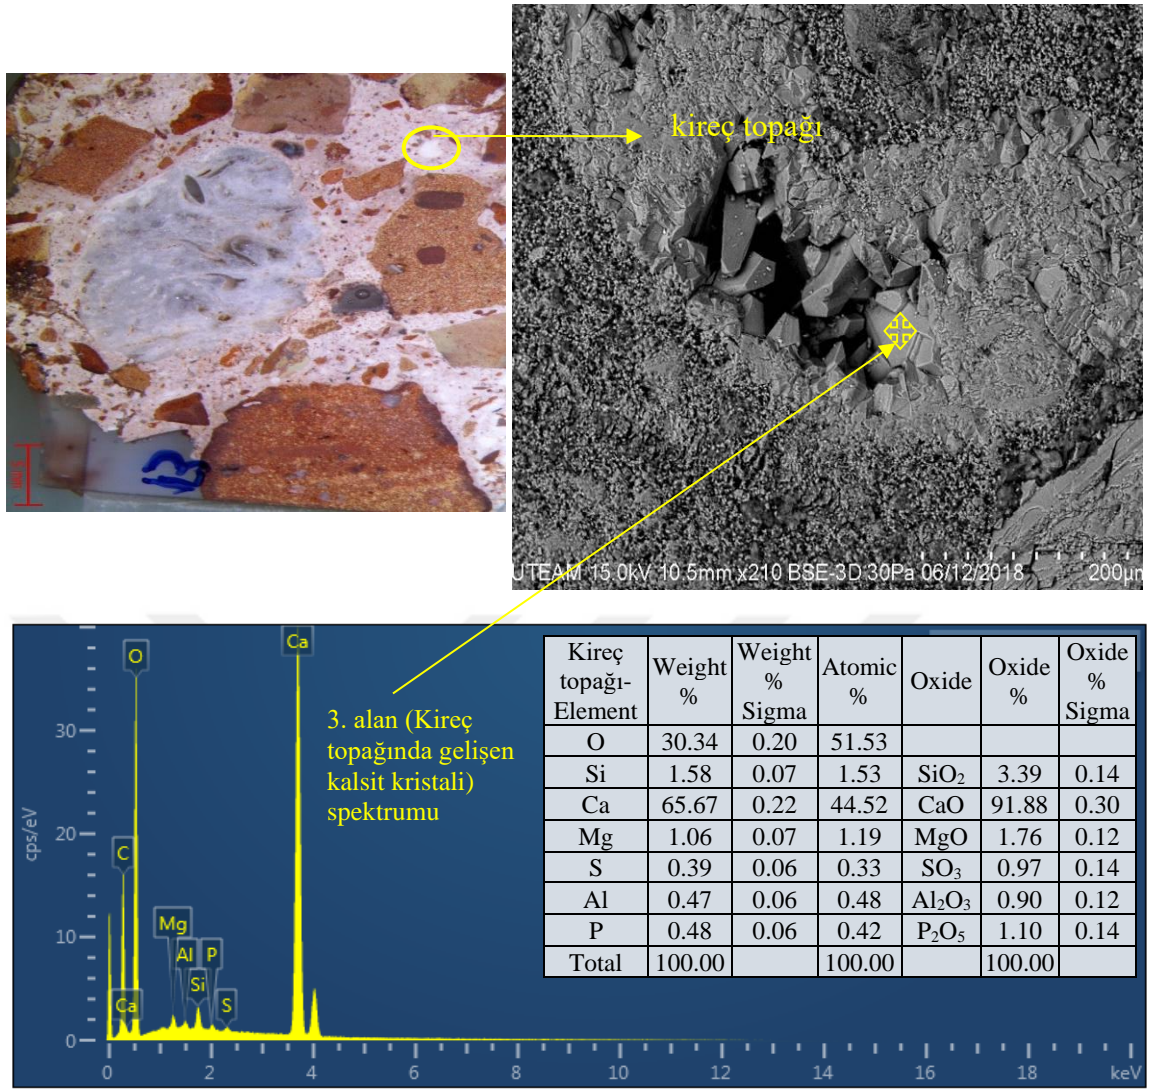 kireç topağı
13
UTEAM 15.0kV 10.5mm x210 BSE-3D 30Pa 06/12/2018
200µm
3. alan (Kireç
topağında gelişen
kalsit kristali)
spektrumu
cps/eV
30
20
10
0
O
Ca
C
Mg
Al
P
Si
Ca
S
0 2 4 6 8 10 12 14 16 18 keV
Kireç topağı-Element Weight % Weight % Sigma Atomic % Oxide Oxide % Oxide % Sigma
O 30.34 0.20 51.53
Si 1.58 0.07 1.53 SiO₂ 3.39 0.14
Ca 65.67 0.22 44.52 CaO 91.88 0.30
Mg 1.06 0.07 1.19 MgO 1.76 0.12
S 0.39 0.06 0.33 SO₃ 0.97 0.14
Al 0.47 0.06 0.48 Al₂O₃ 0.90 0.12
P 0.48 0.06 0.42 P₂O₅ 1.10 0.14
Total 100.00 100.00 100.00